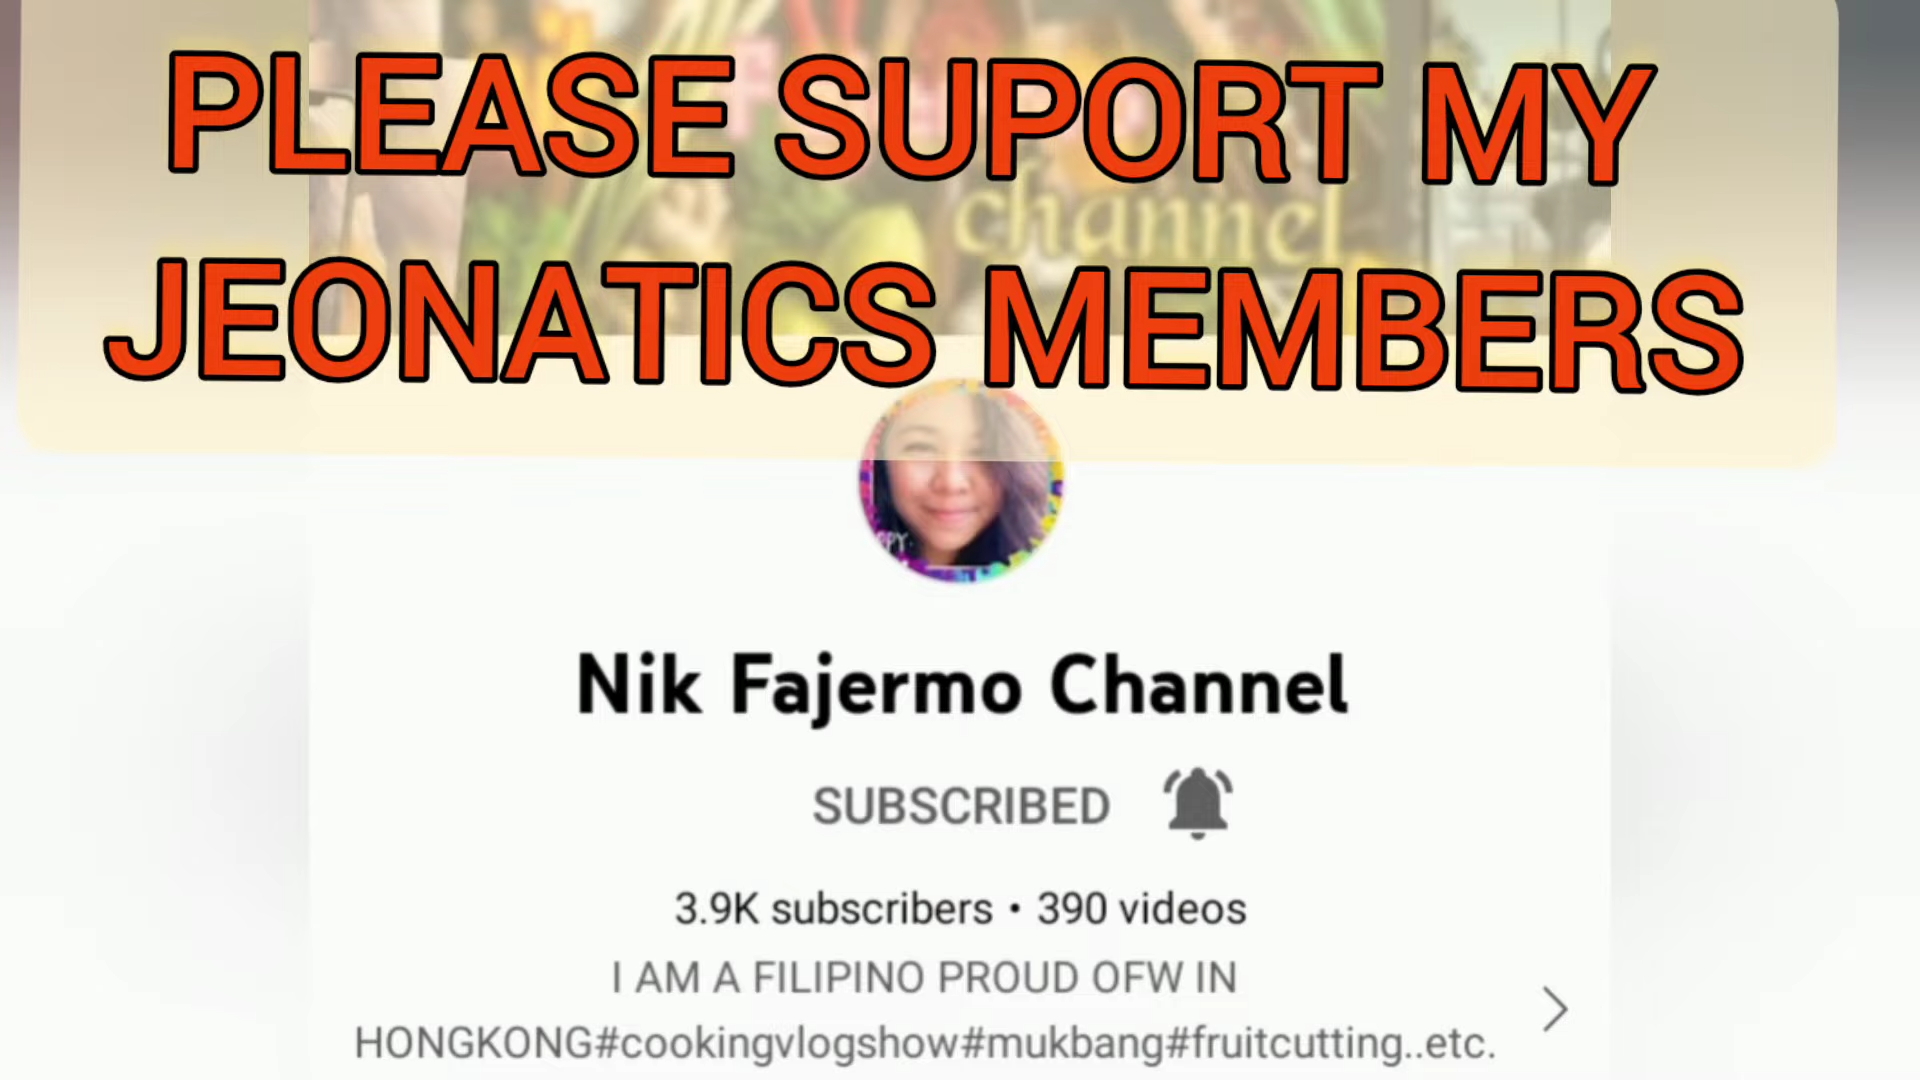 PLEASE SUPORT MY
JEONATICS MEMBERS
channel
PPY
Nik Fajermo Channel
SUBSCRIBED
3.9K subscribers • 390 videos
I AM A FILIPINO PROUD OFW IN
HONGKONG#cookingvlogshow#mukbang#fruitcutting..etc.